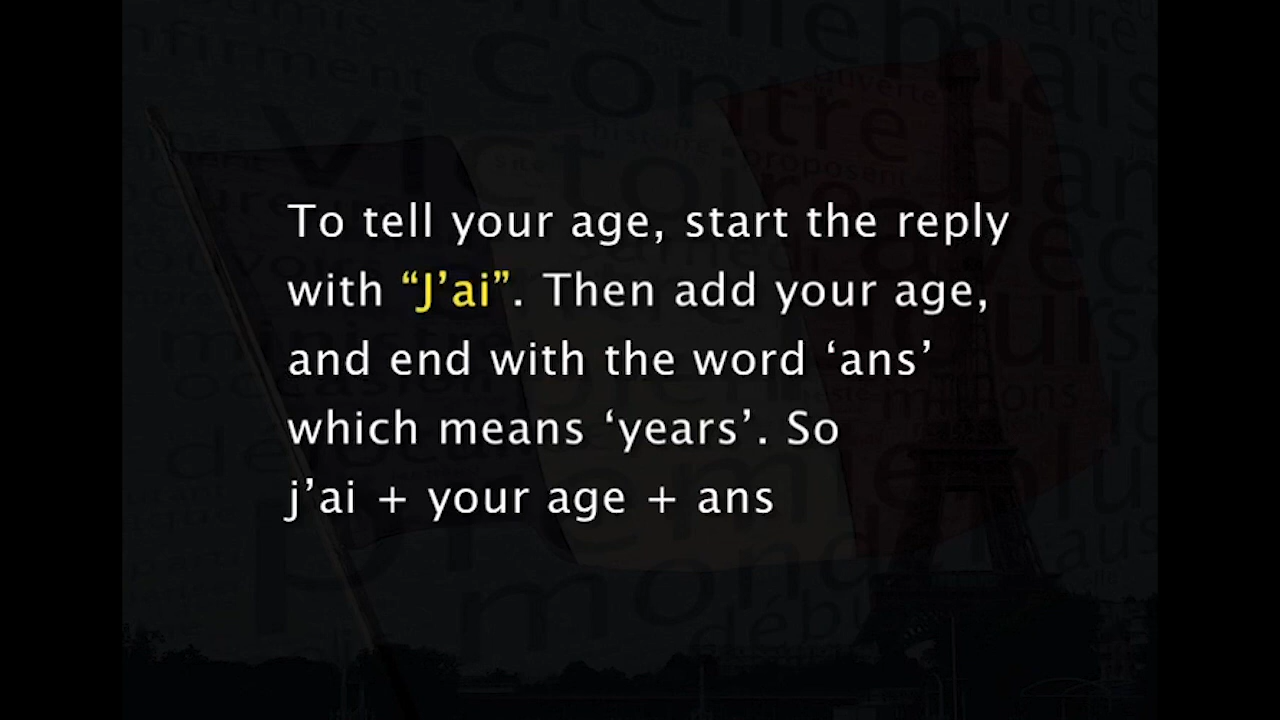 To tell your age, start the reply
with “J’ai”. Then add your age,
and end with the word ‘ans’
which means ‘years’. So
j’ai + your age + ans